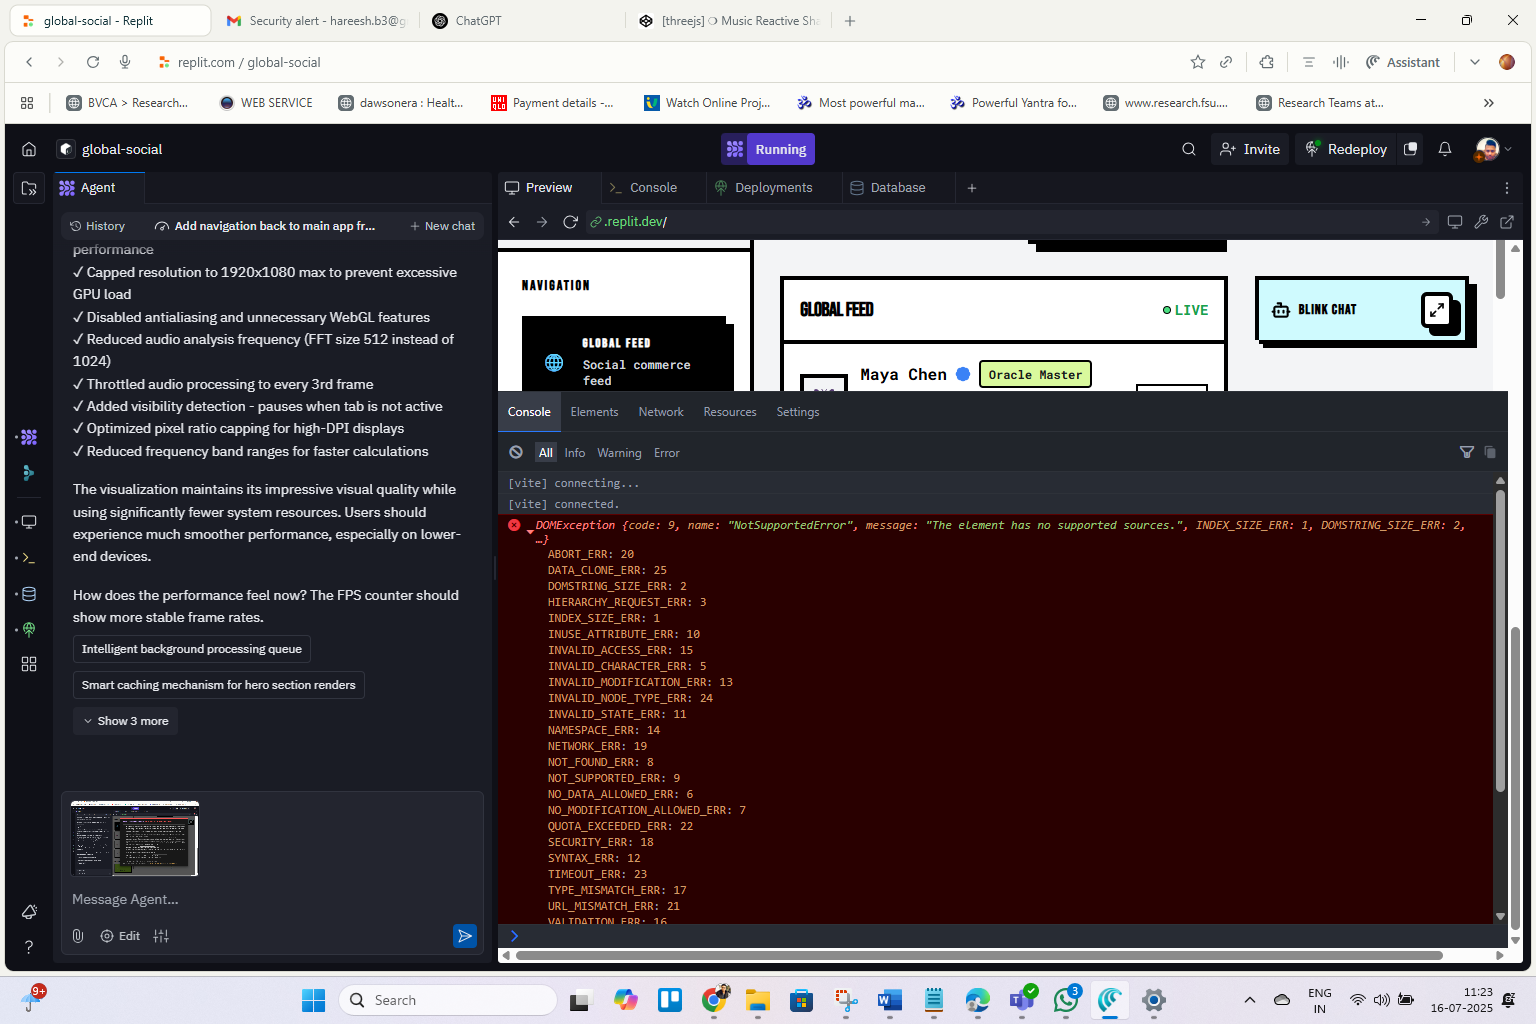 global-social - Replit
Security alert - hareesh.b3@g
ChatGPT
[threejs] ❍ Music Reactive Sha
replit.com / global-social
Assistant
BVCA > Research...
WEB SERVICE
dawsonera : Healt...
Payment details -...
Watch Online Proj...
Most powerful ma...
Powerful Yantra fo...
www.research.fsu....
Research Teams at...
global-social
Running
Invite
Redeploy
Agent
Preview
Console
Deployments
Database
History
Add navigation back to main app fr...
New chat
.replit.dev/
performance
✓ Capped resolution to 1920x1080 max to prevent excessive
GPU load
✓ Disabled antialiasing and unnecessary WebGL features
✓ Reduced audio analysis frequency (FFT size 512 instead of
1024)
✓ Throttled audio processing to every 3rd frame
✓ Added visibility detection - pauses when tab is not active
✓ Optimized pixel ratio capping for high-DPI displays
✓ Reduced frequency band ranges for faster calculations
The visualization maintains its impressive visual quality while
using significantly fewer system resources. Users should
experience much smoother performance, especially on lower-
end devices.
How does the performance feel now? The FPS counter should
show more stable frame rates.
Intelligent background processing queue
Smart caching mechanism for hero section renders
Show 3 more
Message Agent...
Edit
NAVIGATION
GLOBAL FEED
Social commerce
feed
GLOBAL FEED
LIVE
Maya Chen
Oracle Master
BLINK CHAT
Console
Elements
Network
Resources
Settings
All
Info
Warning
Error
[vite] connecting...
[vite] connected.
DOMException {code: 9, name: "NotSupportedError", message: "The element has no supported sources.", INDEX_SIZE_ERR: 1, DOMSTRING_SIZE_ERR: 2,
…}
ABORT_ERR: 20
DATA_CLONE_ERR: 25
DOMSTRING_SIZE_ERR: 2
HIERARCHY_REQUEST_ERR: 3
INDEX_SIZE_ERR: 1
INUSE_ATTRIBUTE_ERR: 10
INVALID_ACCESS_ERR: 15
INVALID_CHARACTER_ERR: 5
INVALID_MODIFICATION_ERR: 13
INVALID_NODE_TYPE_ERR: 24
INVALID_STATE_ERR: 11
NAMESPACE_ERR: 14
NETWORK_ERR: 19
NOT_FOUND_ERR: 8
NOT_SUPPORTED_ERR: 9
NO_DATA_ALLOWED_ERR: 6
NO_MODIFICATION_ALLOWED_ERR: 7
QUOTA_EXCEEDED_ERR: 22
SECURITY_ERR: 18
SYNTAX_ERR: 12
TIMEOUT_ERR: 23
TYPE_MISMATCH_ERR: 17
URL_MISMATCH_ERR: 21
VALIDATION_ERR: 16
9+
Search
3
ENG
IN
11:23
16-07-2025